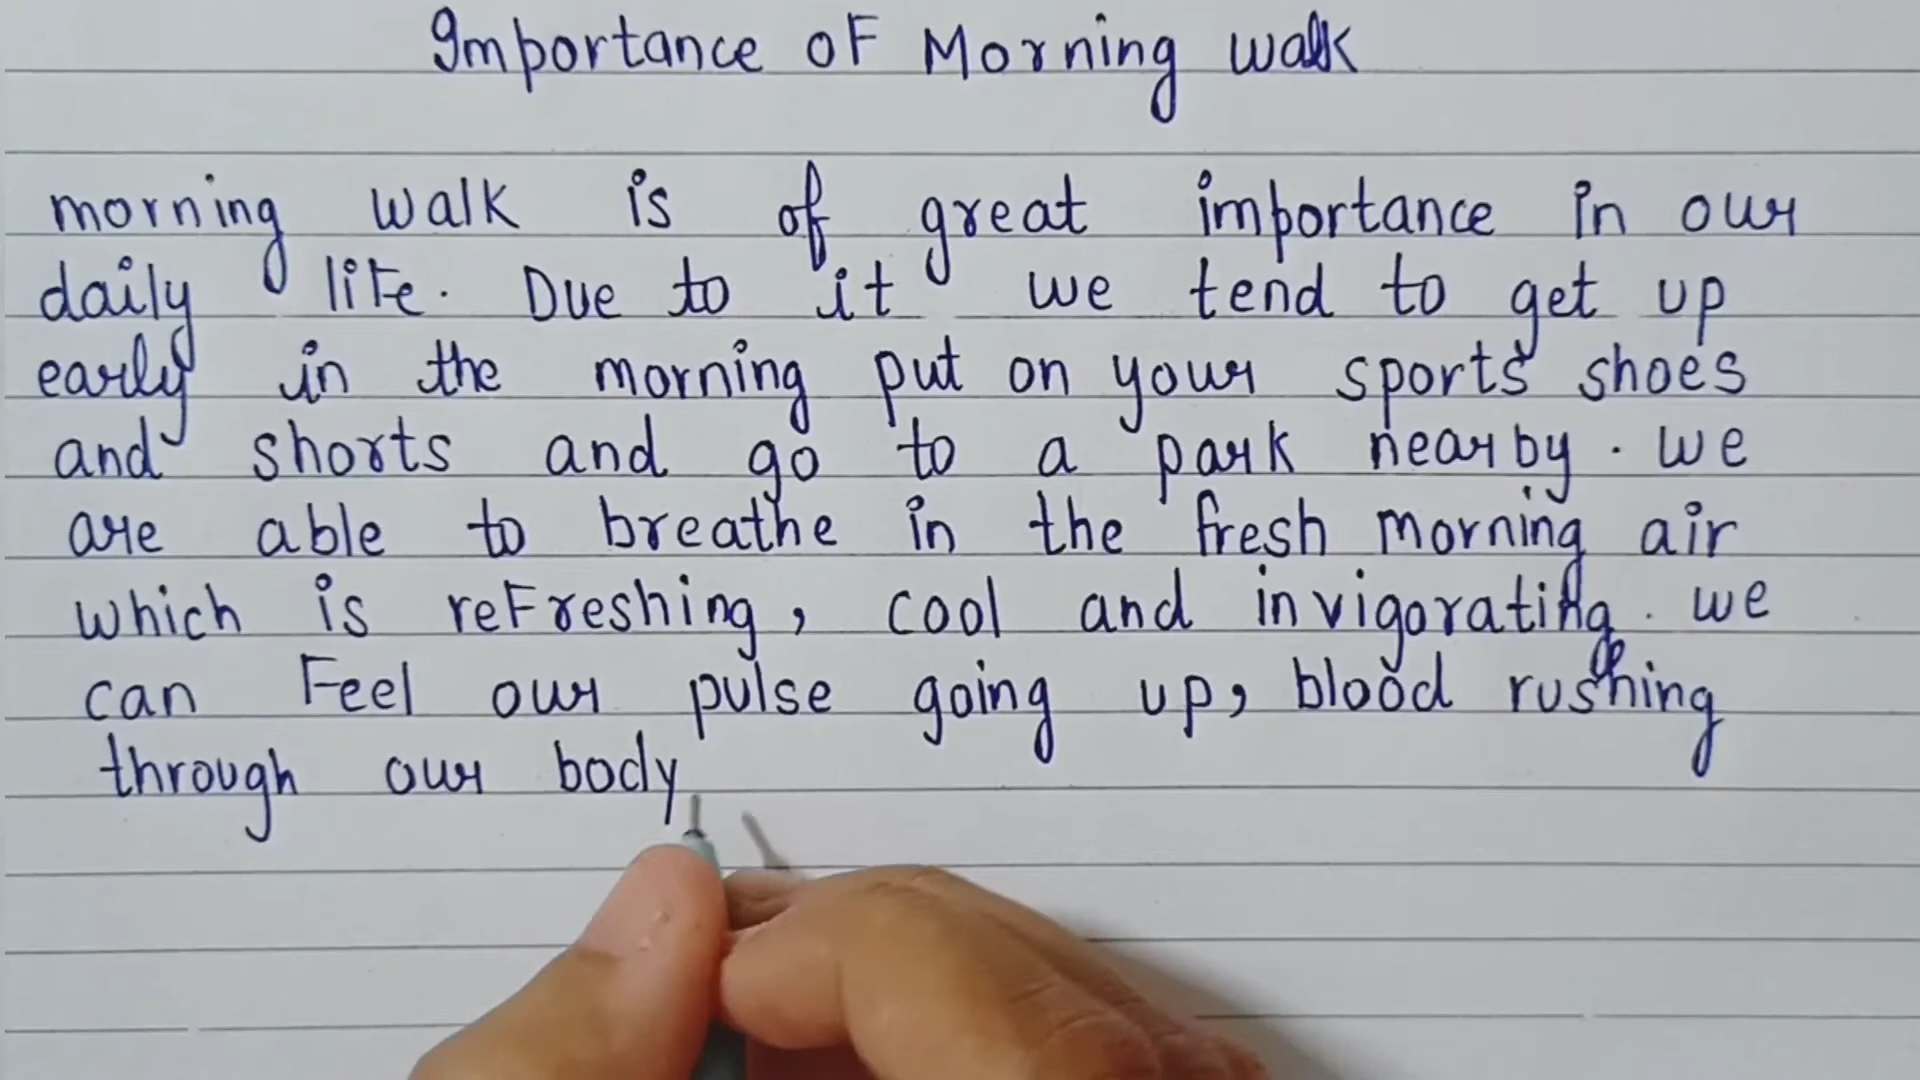 Importance of Morning walk
morning walk is of great importance in our
daily life. Due to it we tend to get up
early in the morning put on your sports shoes
and shorts and go to a park nearby. we
are able to breathe in the fresh morning air
which is refreshing, cool and invigorating. we
can Feel our pulse going up, blood rushing
through our body